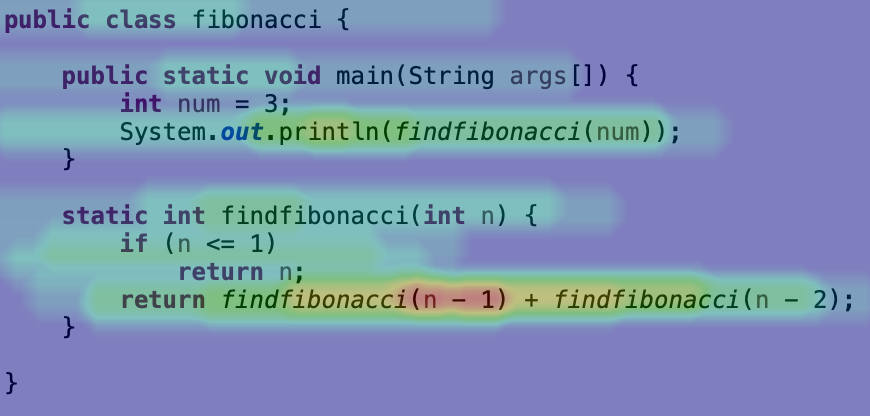 public class fibonacci {
public static void main(String args[]) {
int num = 3;
System.out.println(findfibonacci(num));
}
static int findfibonacci(int n) {
if (n <= 1)
return n;
return findfibonacci(n - 1) + findfibonacci(n - 2);
}
}